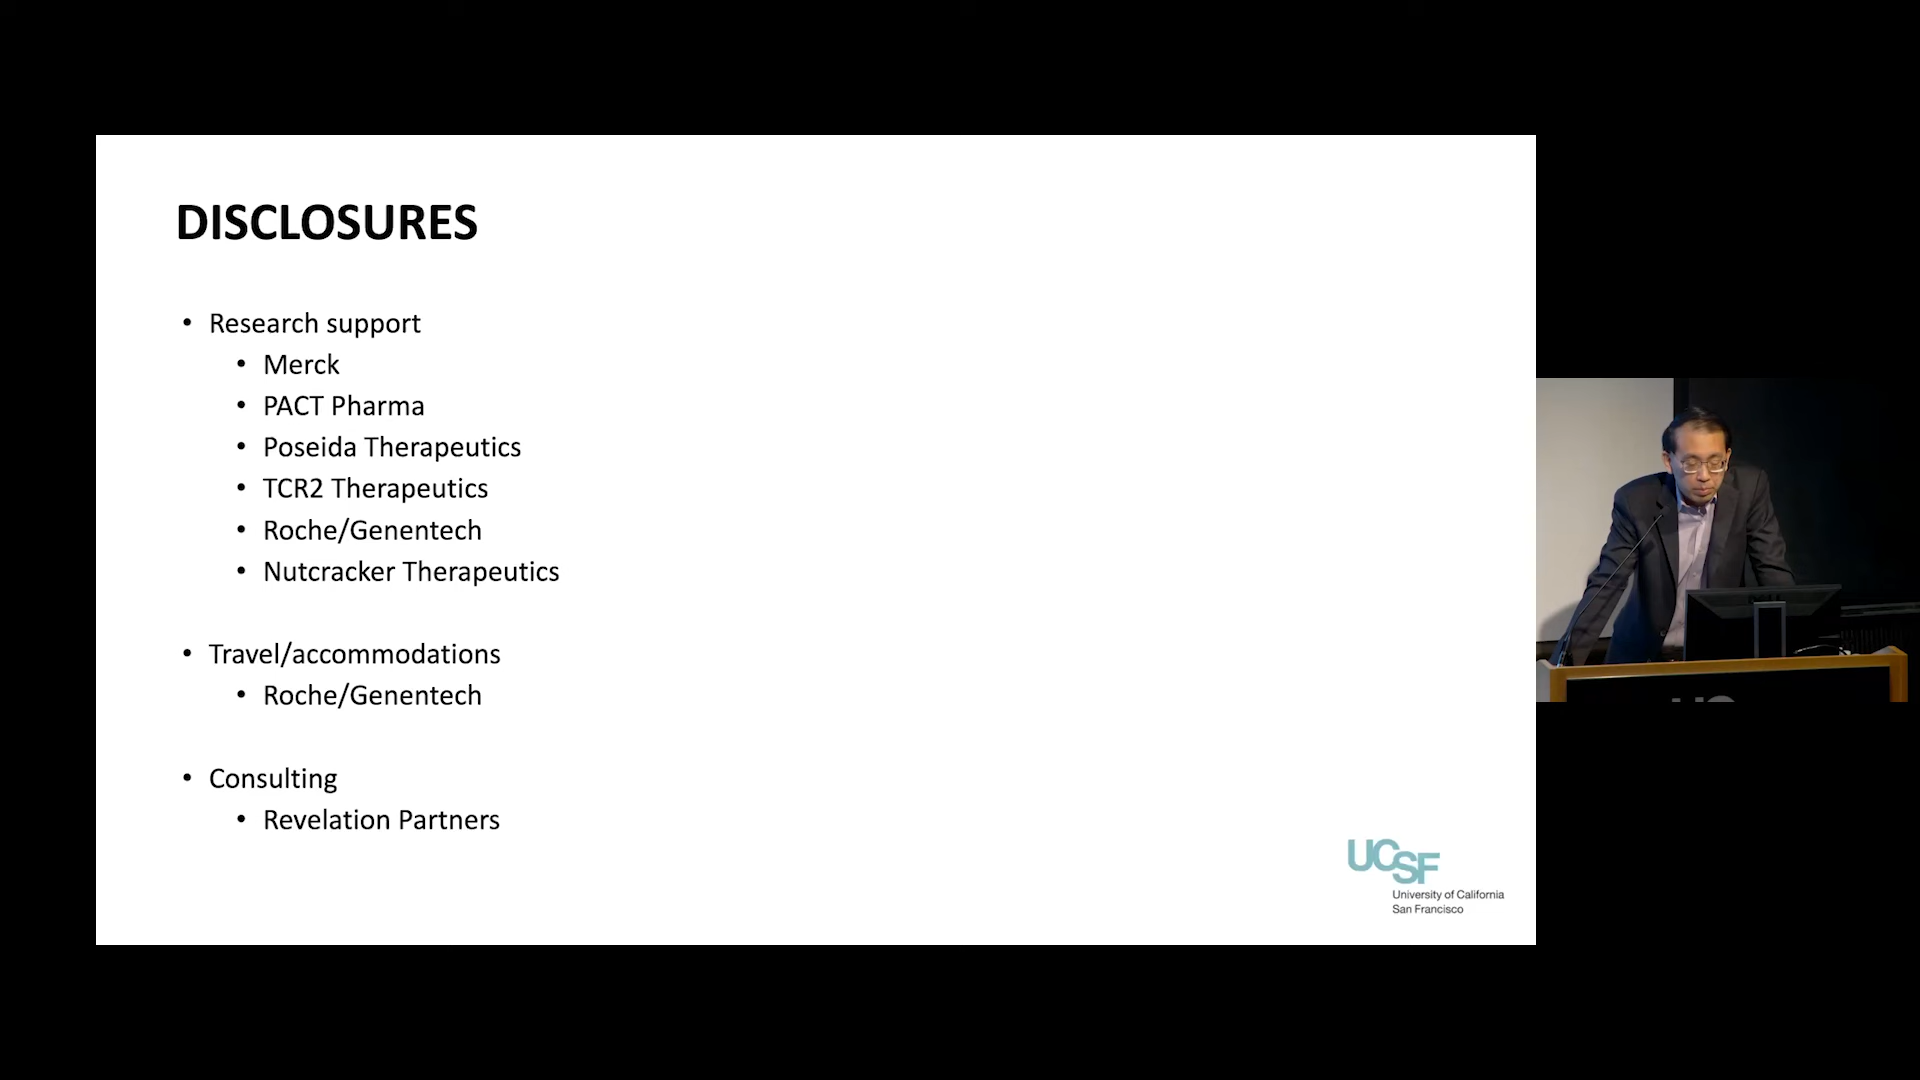 DISCLOSURES
• Research support
• Merck
• PACT Pharma
• Poseida Therapeutics
• TCR2 Therapeutics
• Roche/Genentech
• Nutcracker Therapeutics
• Travel/accommodations
• Roche/Genentech
• Consulting
• Revelation Partners
UCSF
University of California
San Francisco